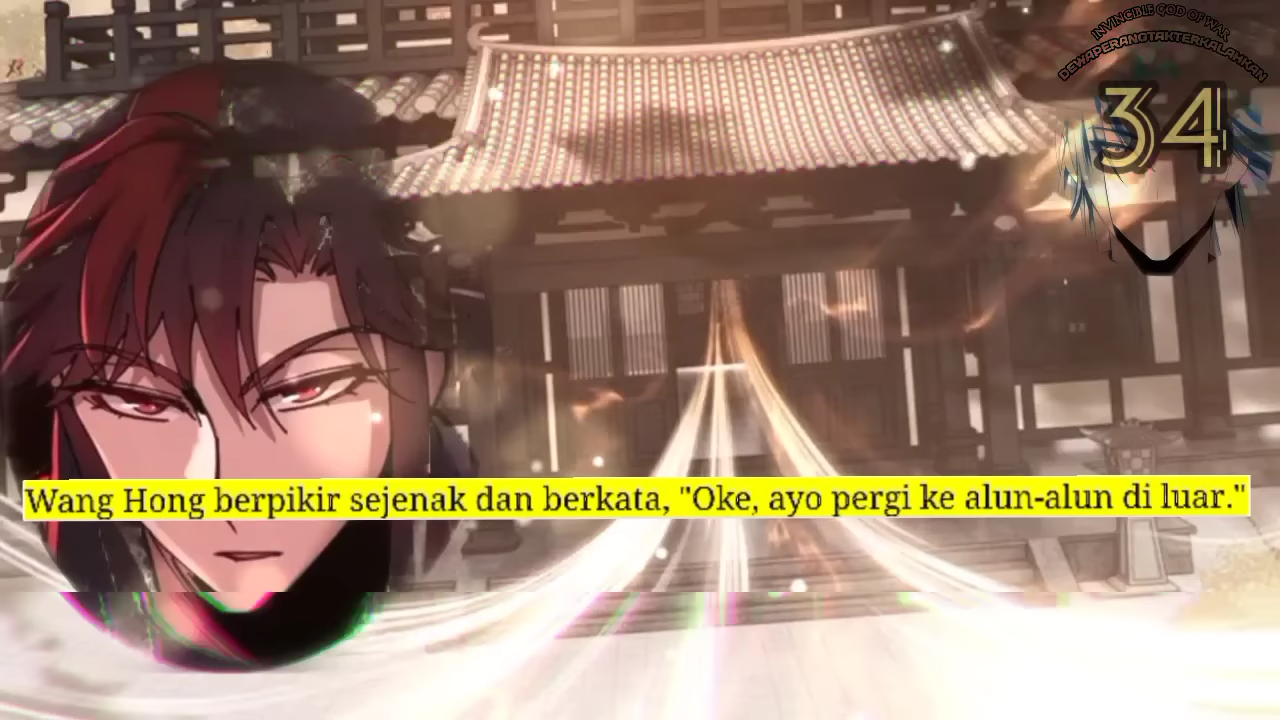 INVINCIBLE GOD OF WAR
DEWAPERANGTAKTERKALAHKAN
34
Wang Hong berpikir sejenak dan berkata, "Oke, ayo pergi ke alun-alun di luar."